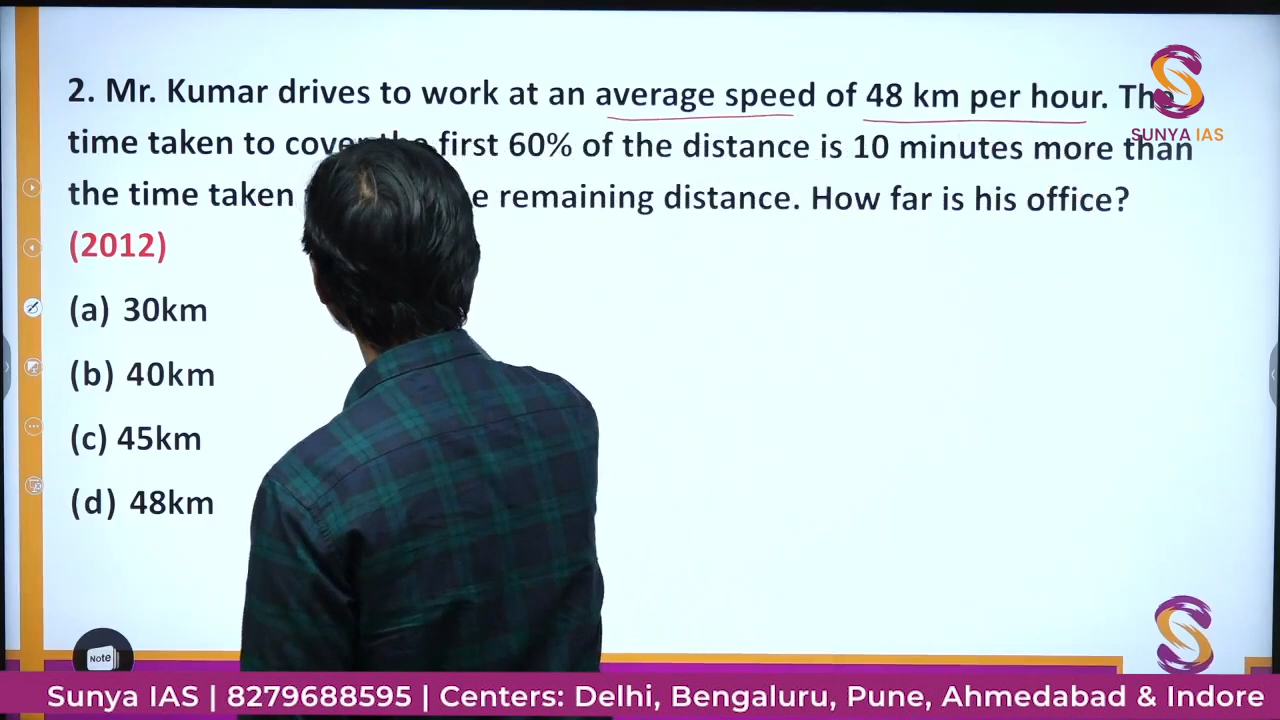 2. Mr. Kumar drives to work at an average speed of 48 km per hour. The
time taken to cover the first 60% of the distance is 10 minutes more than
the time taken remaining distance. How far is his office?
(2012)
(a) 30km
(b) 40km
(c) 45km
(d) 48km
SUNYA IAS
Note
Sunya IAS | 8279688595 | Centers: Delhi, Bengaluru, Pune, Ahmedabad & Indore